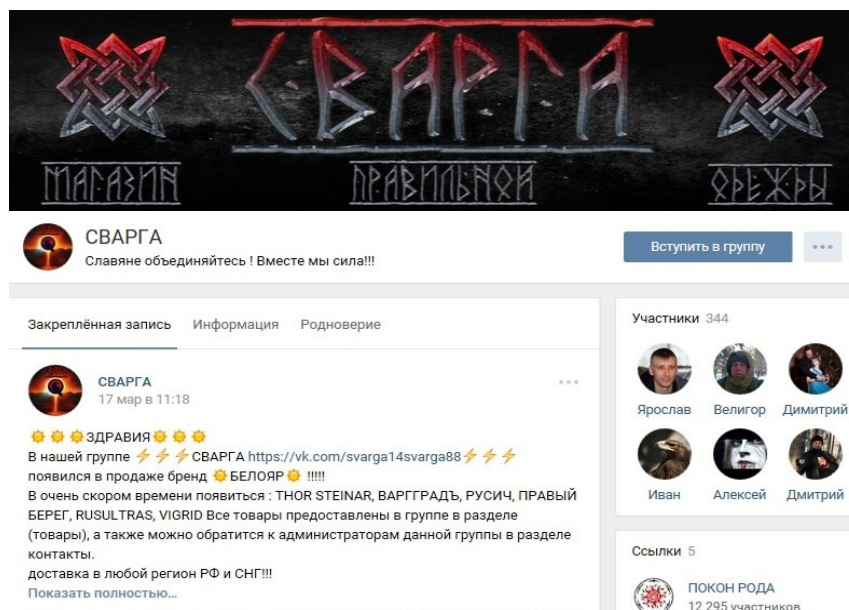 СВАРГА
МАГАЗИН ПРАВИЛЬНОЙ ОДЕЖДЫ
СВАРГА
Славяне объединяйтесь ! Вместе мы сила!!!
Вступить в группу
Закреплённая запись Информация Родноверие
СВАРГА
17 мар в 11:18
ЗДРАВИЯ
В нашей группе ⚡⚡⚡СВАРГА https://vk.com/svarga14svarga88⚡⚡⚡
появился в продаже бренд БЕЛОЯР !!!!!
В очень скором времени появиться : THOR STEINAR, ВАРГГРАДЪ, РУСИЧ, ПРАВЫЙ
БЕРЕГ, RUSULTRAS, VIGRID Все товары предоставлены в группе в разделе
(товары), а также можно обратится к администраторам данной группы в разделе
контакты.
доставка в любой регион РФ и СНГ!!!
Показать полностью…
Участники 344
Ярослав Велигор Димитрий
Иван Алексей Дмитрий
Ссылки 5
ПОКОН РОДА
12 295 участников